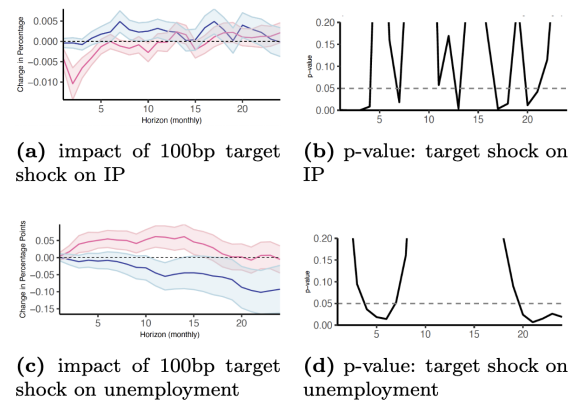 Change in Percentage
0.005
0.000
−0.005
−0.010
5
10
15
20
Horizon (monthly)
p-value
0.20
0.15
0.10
0.05
0.00
5
10
15
20
(a) impact of 100bp target
shock on IP
(b) p-value: target shock on
IP
Change in Percentage Points
0.05
0.00
−0.05
−0.10
−0.15
5
10
15
20
Horizon (monthly)
p-value
0.20
0.15
0.10
0.05
0.00
5
10
15
20
(c) impact of 100bp target
shock on unemployment
(d) p-value: target shock on
unemployment